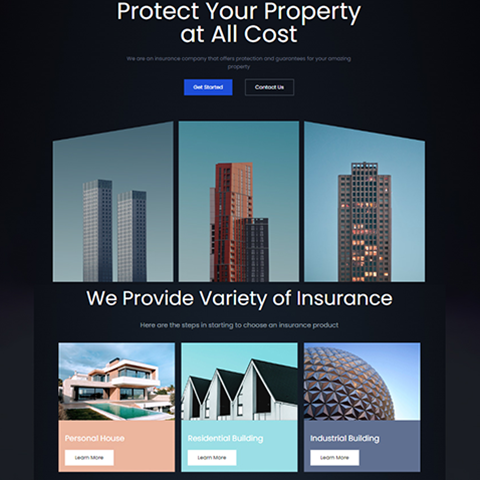 Protect Your Property
at All Cost
We are an insurance company that offers protection and guarantees for your amazing
property
Get Started
Contact Us
We Provide Variety of Insurance
Here are the steps in starting to choose an insurance product
Personal House
Residential Building
Industrial Building
Learn More
Learn More
Learn More